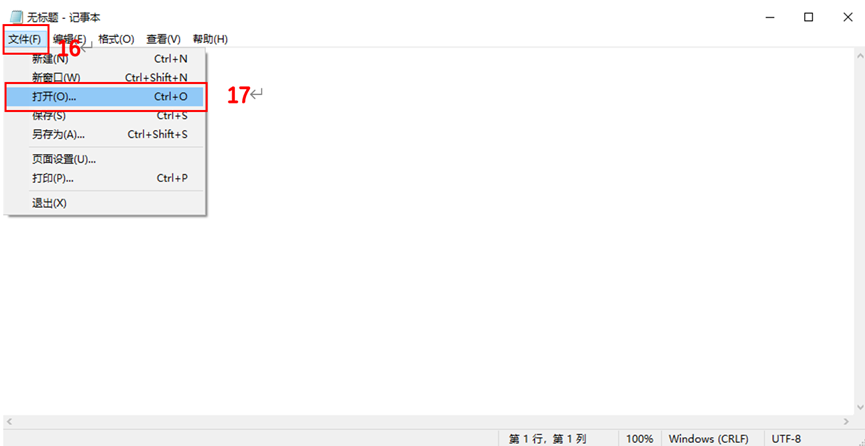 无标题 - 记事本
文件(F) 编辑(E) 格式(O) 查看(V) 帮助(H)
16
新建(N) Ctrl+N
新窗口(W) Ctrl+Shift+N
打开(O)... Ctrl+O
17
保存(S) Ctrl+S
另存为(A)... Ctrl+Shift+S
页面设置(U)...
打印(P)... Ctrl+P
退出(X)
第 1 行，第 1 列 100% Windows (CRLF) UTF-8